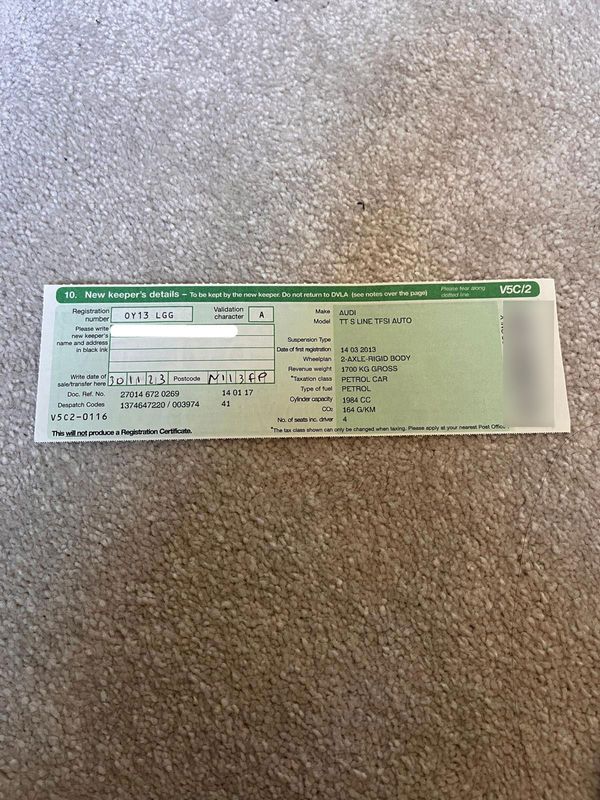 10. New keeper's details – To be kept by the new keeper. Do not return to DVLA (see notes over the page)
Please tear along dotted line
V5C/2
Registration number
OY13 LGG
Validation character
A
Please write new keeper's name and address in black ink
Write date of sale/transfer here
30 11 23
Postcode
N11 3FP
Doc. Ref. No.
27014 672 0269
14 01 17
Despatch Codes
1374647220 / 003974
41
V5C2-0116
This will not produce a Registration Certificate.
Make
AUDI
Model
TT S LINE TFSI AUTO
Suspension Type
Date of first registration
14 03 2013
Wheelplan
2-AXLE-RIGID BODY
Revenue weight
1700 KG GROSS
*Taxation class
PETROL CAR
Type of fuel
PETROL
Cylinder capacity
1984 CC
CO2
164 G/KM
No. of seats inc. driver
4
*The tax class shown can only be changed when taxing. Please apply at your nearest Post Office.